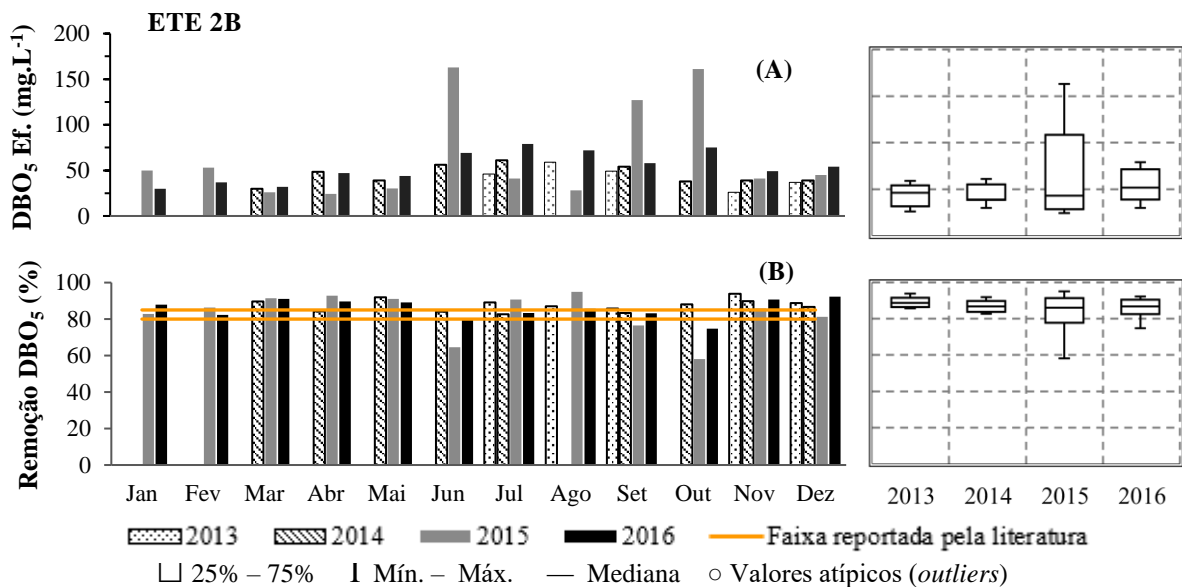 ETE 2B
DBO₅ Ef. (mg.L⁻¹)
200
150
100
50
0
(A)
Remoção DBO₅ (%)
100
80
60
40
20
0
(B)
Jan Fev Mar Abr Mai Jun Jul Ago Set Out Nov Dez
2013 2014 2015 2016
2013 2014 2015 2016 Faixa reportada pela literatura
25% – 75% Mín. – Máx. — Mediana ○ Valores atípicos (outliers)